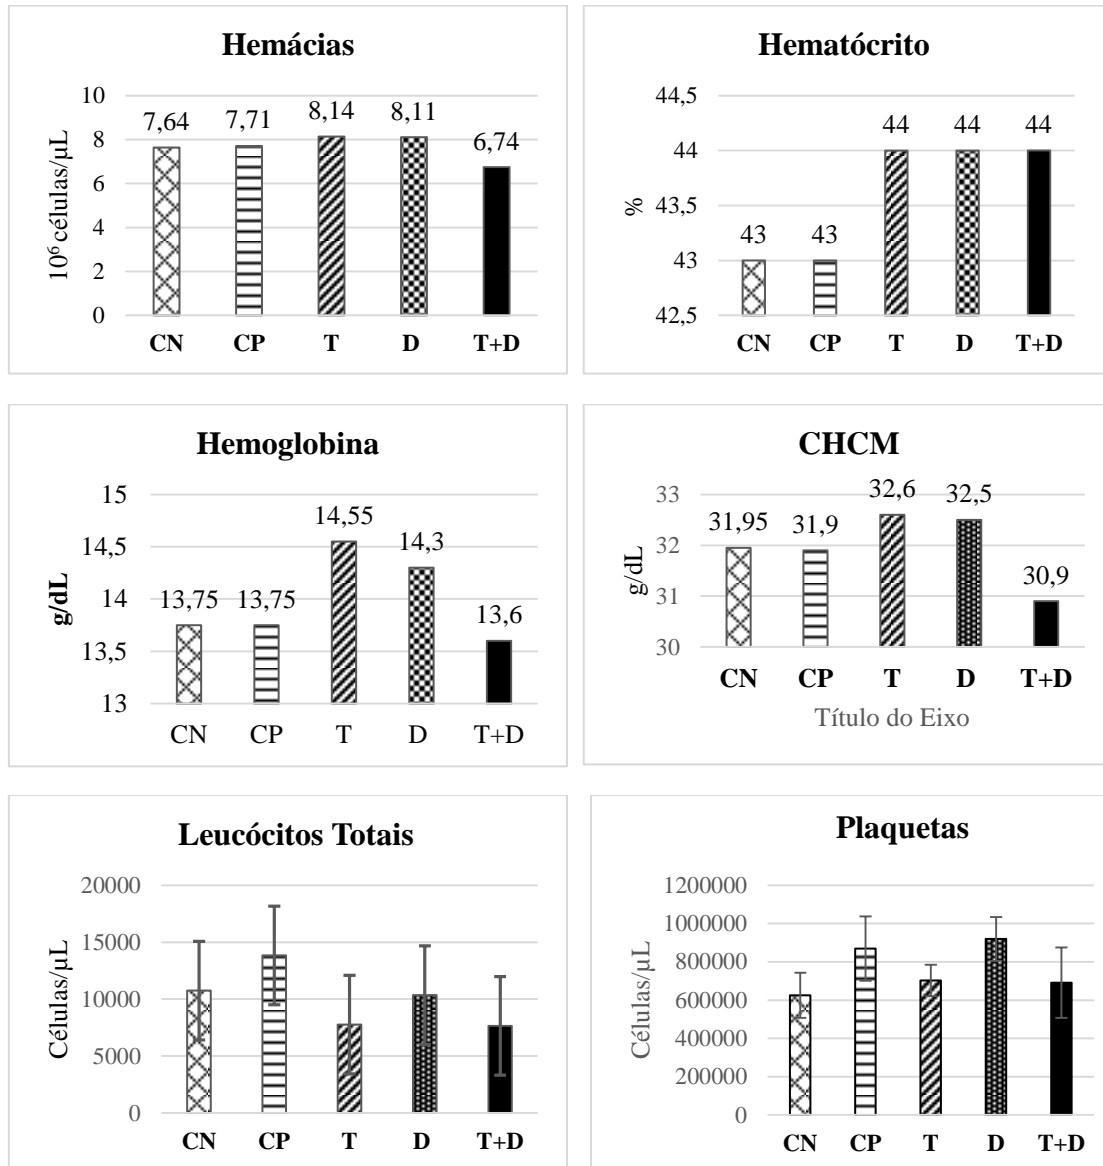 Hemácias
10⁶ células/µL
10
8
6
4
2
0
7,64
7,71
8,14
8,11
6,74
CN CP T D T+D
Hematócrito
%
44,5
44
43,5
43
42,5
43
43
44
44
44
CN CP T D T+D
Hemoglobina
g/dL
15
14,5
14
13,5
13
13,75
13,75
14,55
14,3
13,6
CN CP T D T+D
CHCM
g/dL
33
32
31
30
31,95
31,9
32,6
32,5
30,9
CN CP T D T+D
Título do Eixo
Leucócitos Totais
Células/µL
20000
15000
10000
5000
0
CN CP T D T+D
Plaquetas
Células/µL
1200000
1000000
800000
600000
400000
200000
0
CN CP T D T+D